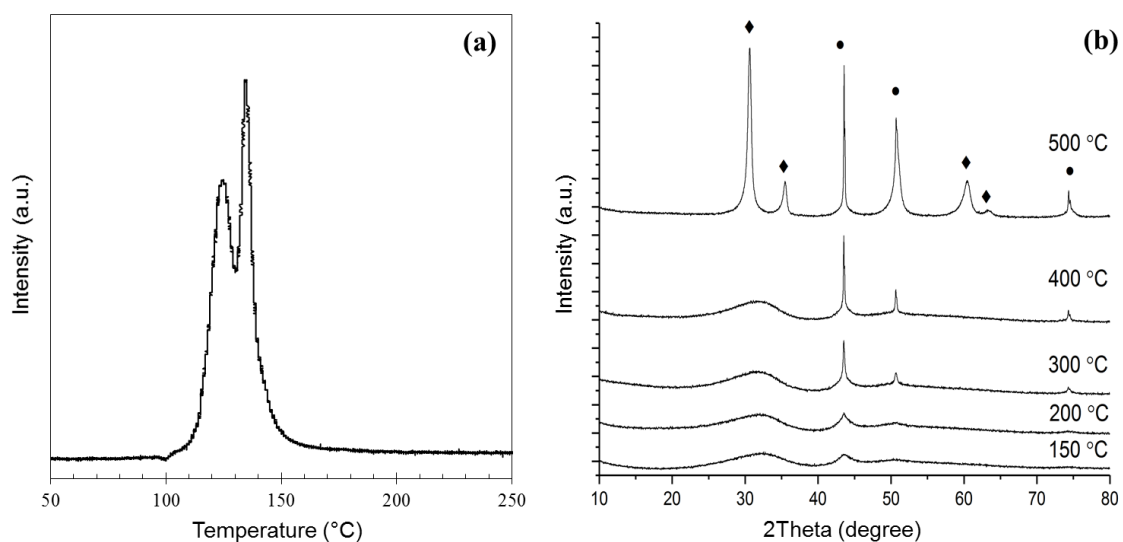 (a)
Intensity (a.u.)
50 100 150 200 250
Temperature (°C)
(b)
Intensity (a.u.)
500 °C
400 °C
300 °C
200 °C
150 °C
10 20 30 40 50 60 70 80
2Theta (degree)